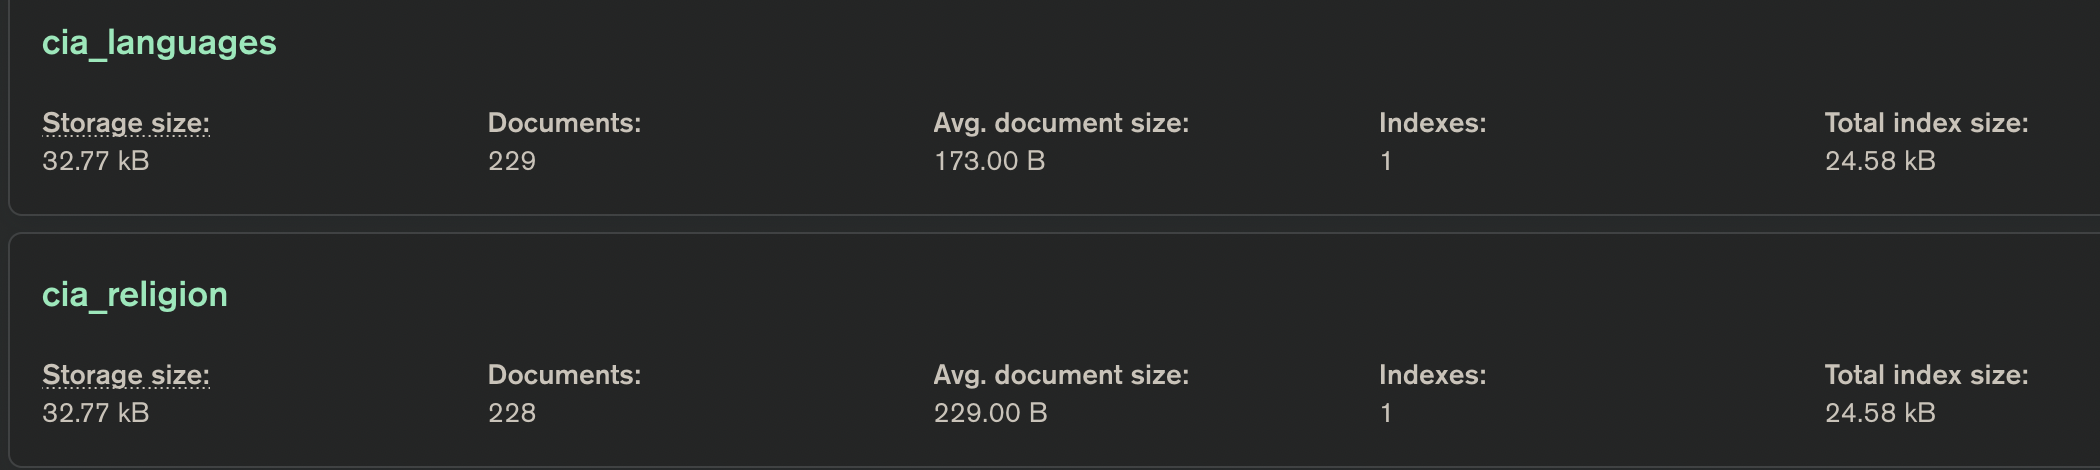 cia_languages
Storage size: Documents: Avg. document size: Indexes: Total index size:
32.77 kB 229 173.00 B 1 24.58 kB
cia_religion
Storage size: Documents: Avg. document size: Indexes: Total index size:
32.77 kB 228 229.00 B 1 24.58 kB